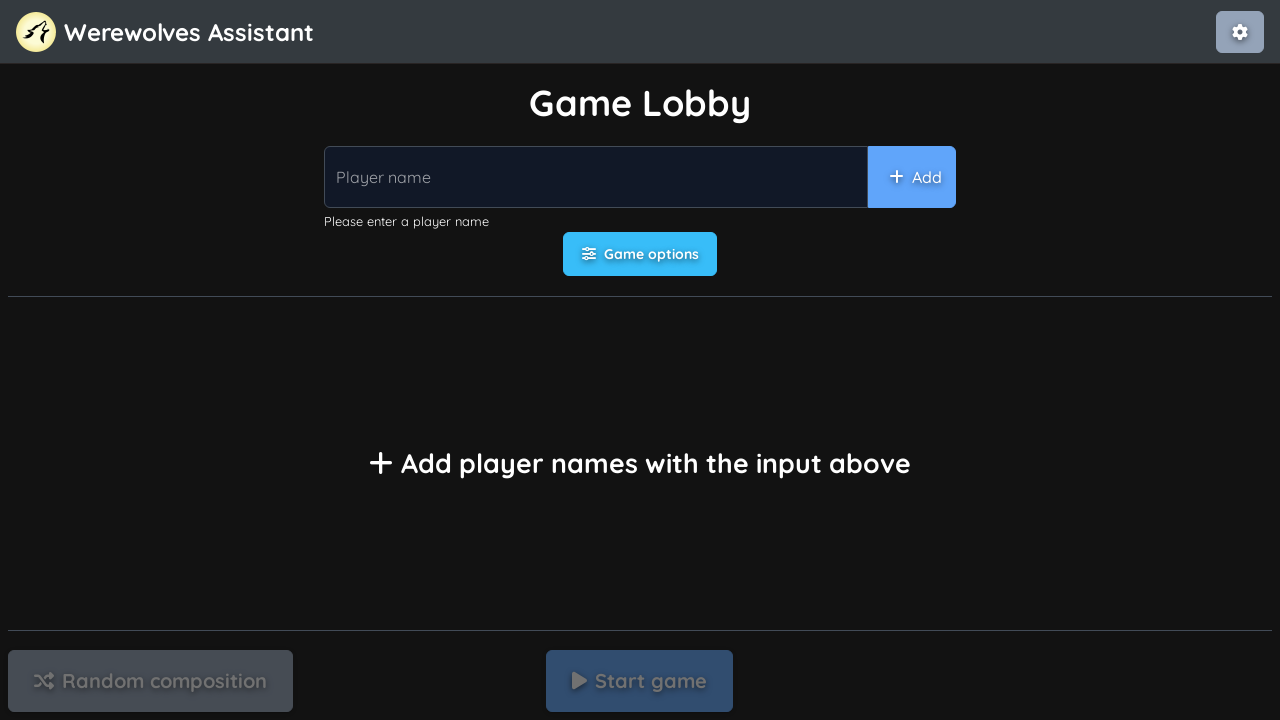 Werewolves Assistant
Game Lobby
Player name
Add
Please enter a player name
Game options
Add player names with the input above
Random composition
Start game